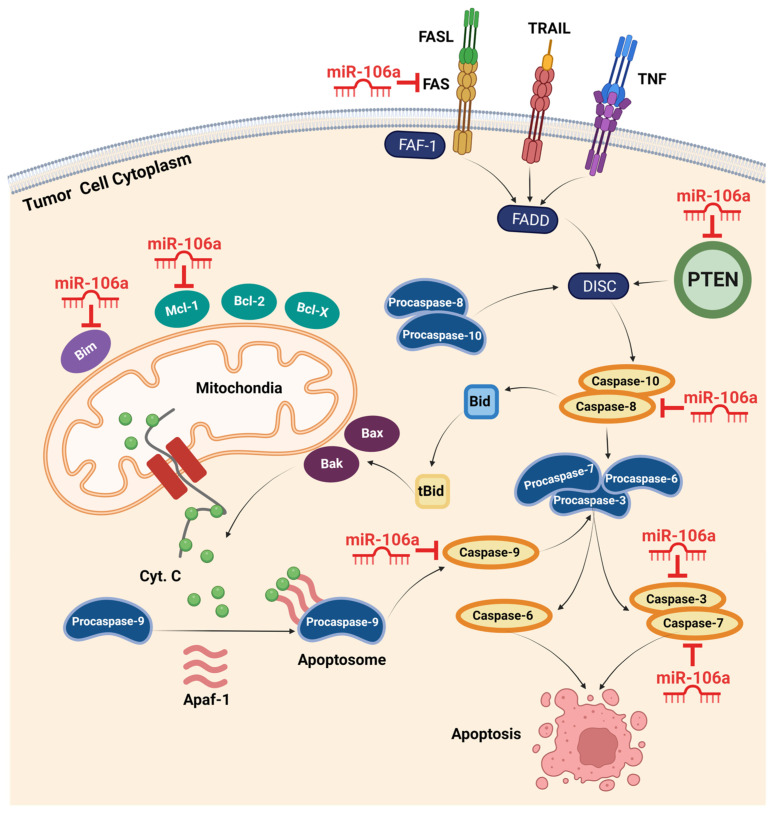 FASL
TRAIL
TNF
miR-106a
FAS
FAF-1
Tumor Cell Cytoplasm
FADD
miR-106a
PTEN
DISC
miR-106a
miR-106a
Mcl-1
Bcl-2
Bcl-X
Bim
Procaspase-8
Procaspase-10
Mitochondia
Caspase-10
Caspase-8
miR-106a
Bid
Bax
Bak
tBid
Procaspase-7
Procaspase-6
Procaspase-3
miR-106a
Caspase-9
miR-106a
Cyt. C
Caspase-3
Caspase-7
Caspase-6
Procaspase-9
Procaspase-9
Apoptosome
miR-106a
Apaf-1
Apoptosis